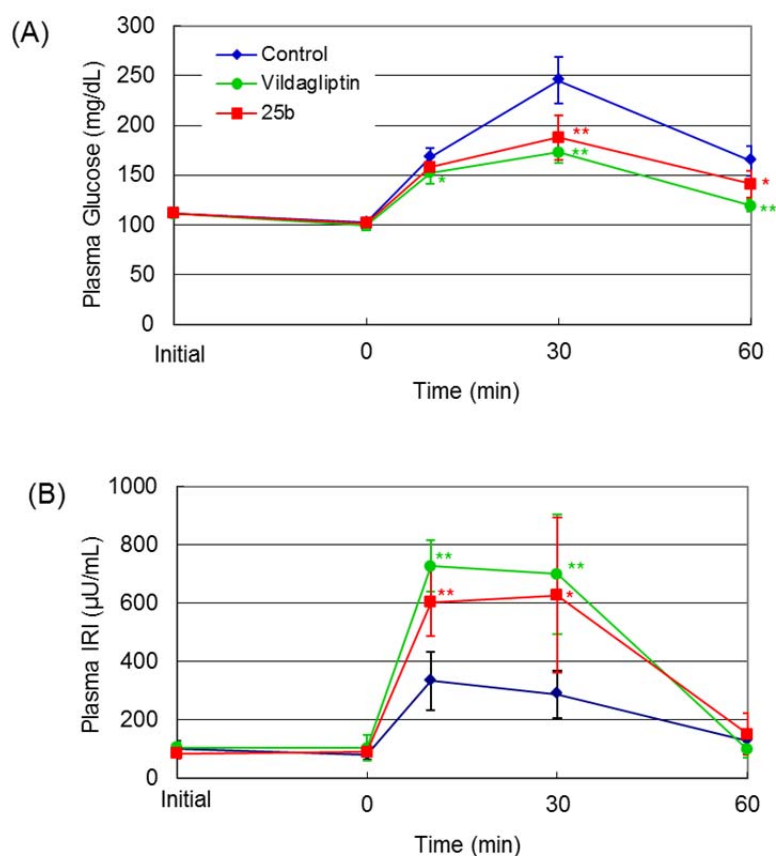 (A)
Plasma Glucose (mg/dL)
300
250
200
150
100
50
0
Control
Vildagliptin
25b
*
**
**
*
**
Initial
0
30
60
Time (min)
(B)
Plasma IRI (µU/mL)
1000
800
600
400
200
0
**
**
**
*
Initial
0
30
60
Time (min)